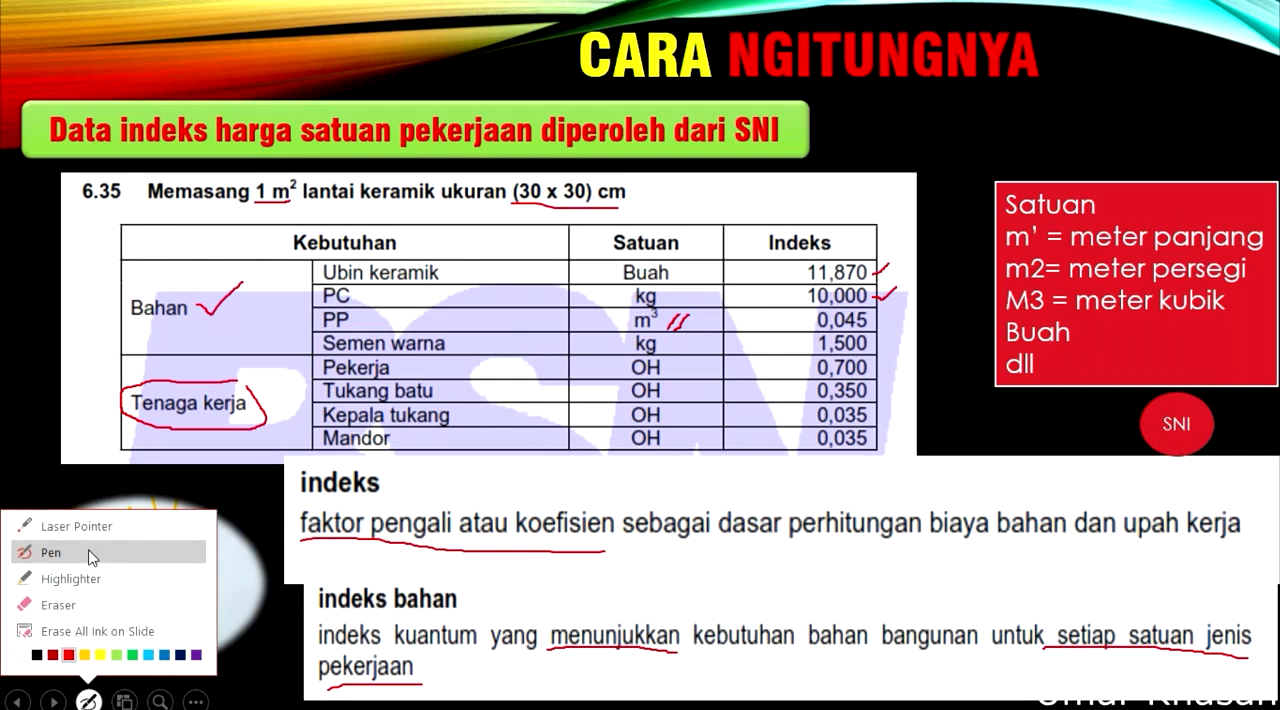 CARA NGITUNGNYA
Data indeks harga satuan pekerjaan diperoleh dari SNI
6.35 Memasang 1 m² lantai keramik ukuran (30 x 30) cm
Kebutuhan Satuan Indeks
Bahan
Ubin keramik Buah 11,870
PC kg 10,000
PP m³ 0,045
Semen warna kg 1,500
Tenaga kerja
Pekerja OH 0,700
Tukang batu OH 0,350
Kepala tukang OH 0,035
Mandor OH 0,035
BSN
Satuan
m' = meter panjang
m2= meter persegi
M3 = meter kubik
Buah
dll
SNI
indeks
faktor pengali atau koefisien sebagai dasar perhitungan biaya bahan dan upah kerja
indeks bahan
indeks kuantum yang menunjukkan kebutuhan bahan bangunan untuk setiap satuan jenis
pekerjaan
Laser Pointer
Pen
Highlighter
Eraser
Erase All Ink on Slide